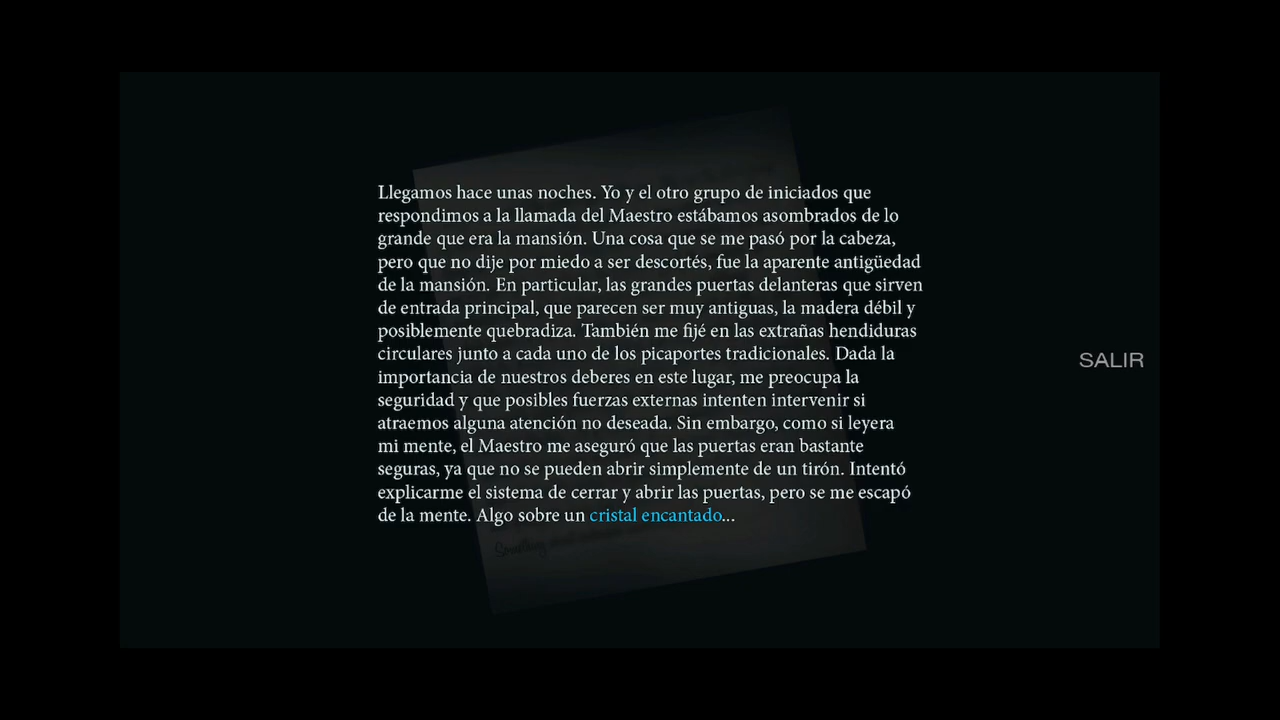 Llegamos hace unas noches. Yo y el otro grupo de iniciados que
respondimos a la llamada del Maestro estábamos asombrados de lo
grande que era la mansión. Una cosa que se me pasó por la cabeza,
pero que no dije por miedo a ser descortés, fue la aparente antigüedad
de la mansión. En particular, las grandes puertas delanteras que sirven
de entrada principal, que parecen ser muy antiguas, la madera débil y
posiblemente quebradiza. También me fijé en las extrañas hendiduras
circulares junto a cada uno de los picaportes tradicionales. Dada la
importancia de nuestros deberes en este lugar, me preocupa la
seguridad y que posibles fuerzas externas intenten intervenir si
atraemos alguna atención no deseada. Sin embargo, como si leyera
mi mente, el Maestro me aseguró que las puertas eran bastante
seguras, ya que no se pueden abrir simplemente de un tirón. Intentó
explicarme el sistema de cerrar y abrir las puertas, pero se me escapó
de la mente. Algo sobre un cristal encantado...
SALIR